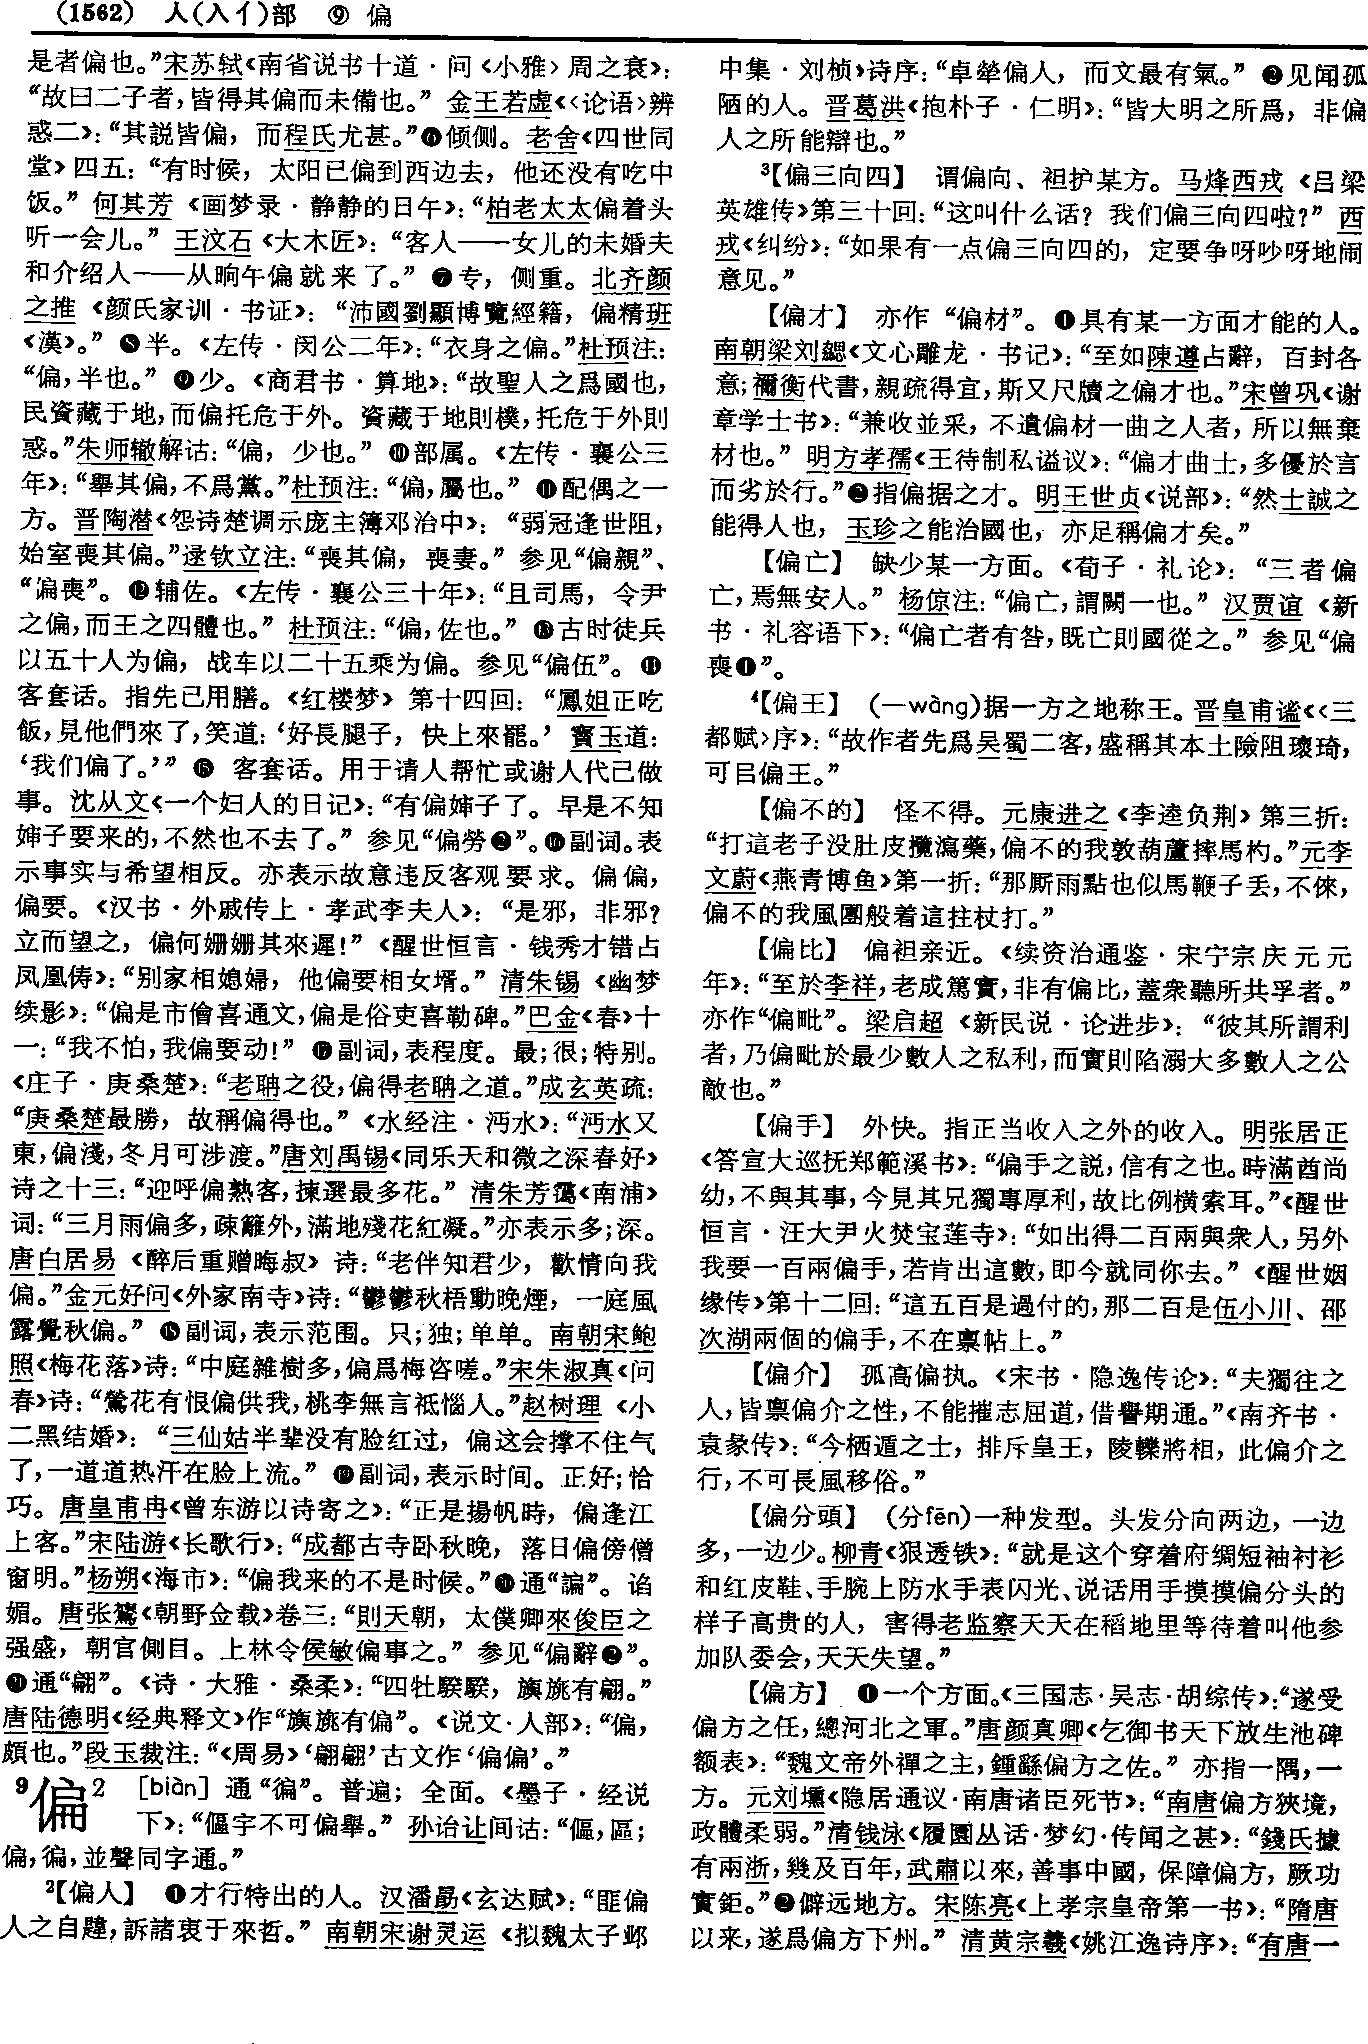 (1562) 人(入亻)部 ⑨ 偏
是者偏也。”宋苏轼《南省说书十道·问〈小雅〉周之衰》：
“故曰二子者，皆得其偏而未備也。” 金王若虚《〈论语〉辨
惑二》：“其説皆偏，而程氏尤甚。”❻倾侧。老舍《四世同
堂》四五：“有时候，太阳已偏到西边去，他还没有吃中
饭。” 何其芳《画梦录·静静的日午》：“柏老太太偏着头
听一会儿。” 王汶石《大木匠》：“客人——女儿的未婚夫
和介绍人——从晌午偏就来了。” ❼专，侧重。北齐颜
之推《颜氏家训·书证》：“沛國劉顯博覽經籍，偏精班
《漢》。” ❽半。《左传·闵公二年》：“衣身之偏。”杜预注：
“偏，半也。” ❾少。《商君书·算地》：“故聖人之爲國也，
民資藏于地，而偏托危于外。資藏于地則樸，托危于外則
惑。”朱师辙解诂：“偏，少也。” ❿部属。《左传·襄公三
年》：“舉其偏，不爲黨。”杜预注：“偏，屬也。” ⓫配偶之一
方。晋陶潜《怨诗楚调示庞主簿邓治中》：“弱冠逢世阻，
始室喪其偏。”逯钦立注：“喪其偏，喪妻。” 参见“偏親”、
“偏喪”。 ⓬辅佐。《左传·襄公三十年》：“且司馬，令尹
之偏，而王之四體也。” 杜预注：“偏，佐也。” ⓭古时徒兵
以五十人为偏，战车以二十五乘为偏。参见“偏伍”。 ⓮
客套话。指先已用膳。《红楼梦》第十四回：“鳳姐正吃
飯，見他們來了，笑道：‘好長腿子，快上來罷。’ 寳玉道：
‘我们偏了。’” ⓯ 客套话。用于请人帮忙或谢人代己做
事。沈从文《一个妇人的日记》：“有偏婶子了。早是不知
婶子要来的，不然也不去了。” 参见“偏勞❷”。⓰副词。表
示事实与希望相反。亦表示故意违反客观要求。偏偏，
偏要。《汉书·外戚传上·孝武李夫人》：“是邪，非邪？
立而望之，偏何姗姗其來遲！”《醒世恒言·钱秀才错占
凤凰俦》：“别家相媳婦，他偏要相女壻。” 清朱锡《幽梦
续影》：“偏是市儈喜通文，偏是俗吏喜勒碑。”巴金《春》十
一：“我不怕，我偏要动！” ⓱副词，表程度。最；很；特别。
《庄子·庚桑楚》：“老聃之役，偏得老聃之道。”成玄英疏：
“庚桑楚最勝，故稱偏得也。”《水经注·沔水》：“沔水又
東，偏淺，冬月可涉渡。”唐刘禹锡《同乐天和微之深春好》
诗之十三：“迎呼偏熟客，揀選最多花。” 清朱芳霭《南浦》
词：“三月雨偏多，疎籬外，滿地殘花紅凝。”亦表示多；深。
唐白居易《醉后重赠晦叔》诗：“老伴知君少，歡情向我
偏。”金元好问《外家南寺》诗：“鬱鬱秋梧動晚煙，一庭風
露覺秋偏。” ⓲副词，表示范围。只；独；单单。南朝宋鲍
照《梅花落》诗：“中庭雜樹多，偏爲梅咨嗟。”宋朱淑真《问
春》诗：“鶯花有恨偏供我，桃李無言祗惱人。”赵树理《小
二黑结婚》：“三仙姑半辈没有脸红过，偏这会撑不住气
了，一道道热汗在脸上流。” ⓳副词，表示时间。正好；恰
巧。唐皇甫冉《曾东游以诗寄之》：“正是揚帆時，偏逢江
上客。”宋陆游《长歌行》：“成都古寺卧秋晚，落日偏傍僧
窗明。”杨朔《海市》：“偏我来的不是时候。”⓴通“諞”。谄
媚。唐张鷟《朝野佥载》卷三：“則天朝，太僕卿來俊臣之
强盛，朝官側目。上林令侯敏偏事之。” 参见“偏辭❷”。
㉑通“翩”。《诗·大雅·桑柔》：“四牡騤騤，旟旐有翩。”
唐陆德明《经典释文》作“旟旐有偏”。《说文·人部》：“偏，
頗也。”段玉裁注：“《周易》‘翩翩’古文作‘偏偏’。”
⁹偏² [biàn] 通“徧”。普遍；全面。《墨子·经说
下》：“傴宇不可偏舉。” 孙诒让间诂：“傴，區；
偏，徧，並聲同字通。”
²【偏人】 ❶才行特出的人。汉潘勗《玄达赋》：“匪偏
人之自韙，訴諸衷于來哲。” 南朝宋谢灵运《拟魏太子邺
中集·刘桢》诗序：“卓犖偏人，而文最有氣。” ❷见闻孤
陋的人。晋葛洪《抱朴子·仁明》：“皆大明之所爲，非偏
人之所能辯也。”
³【偏三向四】 谓偏向、袒护某方。马烽西戎《吕梁
英雄传》第三十回：“这叫什么话？我们偏三向四啦？” 西
戎《纠纷》：“如果有一点偏三向四的，定要争呀吵呀地闹
意见。”
【偏才】 亦作“偏材”。❶具有某一方面才能的人。
南朝梁刘勰《文心雕龙·书记》：“至如陳遵占辭，百封各
意；禰衡代書，親疏得宜，斯又尺牘之偏才也。”宋曾巩《谢
章学士书》：“兼收並采，不遺偏材一曲之人者，所以無棄
材也。” 明方孝孺《王待制私谥议》：“偏才曲士，多優於言
而劣於行。”❷指偏据之才。明王世贞《说部》：“然士誠之
能得人也，玉珍之能治國也，亦足稱偏才矣。”
【偏亡】 缺少某一方面。《荀子·礼论》：“三者偏
亡，焉無安人。” 杨倞注：“偏亡，謂闕一也。” 汉贾谊《新
书·礼容语下》：“偏亡者有咎，既亡則國從之。” 参见“偏
喪❶”。
⁴【偏王】 (一wàng)据一方之地称王。晋皇甫谧《〈三
都赋〉序》：“故作者先爲吴蜀二客，盛稱其本土險阻瓌琦，
可㠯偏王。”
【偏不的】 怪不得。元康进之《李逵负荆》第三折：
“打這老子没肚皮攬瀉藥，偏不的我敦葫蘆摔馬杓。”元李
文蔚《燕青博鱼》第一折：“那厮雨點也似馬鞭子丢，不倈，
偏不的我風團般着這拄杖打。”
【偏比】 偏袒亲近。《续资治通鉴·宋宁宗庆元元
年》：“至於李祥，老成篤實，非有偏比，蓋衆聽所共孚者。”
亦作“偏毗”。梁启超《新民说·论进步》：“彼其所謂利
者，乃偏毗於最少數人之私利，而實則陷溺大多數人之公
敵也。”
【偏手】 外快。指正当收入之外的收入。明张居正
《答宣大巡抚郑範溪书》：“偏手之説，信有之也。時滿酋尚
幼，不與其事，今見其兄獨專厚利，故比例横索耳。”《醒世
恒言·汪大尹火焚宝莲寺》：“如出得二百兩與衆人，另外
我要一百兩偏手，若肯出這數，即今就同你去。”《醒世姻
缘传》第十二回：“這五百是過付的，那二百是伍小川、邵
次湖兩個的偏手，不在禀帖上。”
【偏介】 孤高偏执。《宋书·隐逸传论》：“夫獨往之
人，皆禀偏介之性，不能摧志屈道，借譽期通。”《南齐书·
袁彖传》：“今栖遁之士，排斥皇王，陵轢將相，此偏介之
行，不可長風移俗。”
【偏分頭】 (分fēn)一种发型。头发分向两边，一边
多，一边少。柳青《狠透铁》：“就是这个穿着府绸短袖衬衫
和红皮鞋、手腕上防水手表闪光、说话用手摸摸偏分头的
样子高贵的人，害得老监察天天在稻地里等待着叫他参
加队委会，天天失望。”
【偏方】 ❶一个方面。《三国志·吴志·胡综传》：“遂受
偏方之任，總河北之軍。”唐颜真卿《乞御书天下放生池碑
额表》：“魏文帝外禪之主，鍾繇偏方之佐。” 亦指一隅，一
方。元刘壎《隐居通议·南唐诸臣死节》：“南唐偏方狹境，
政體柔弱。”清钱泳《履园丛话·梦幻·传闻之甚》：“錢氏據
有兩浙，幾及百年，武肅以來，善事中國，保障偏方，厥功
實鉅。”❷僻远地方。宋陈亮《上孝宗皇帝第一书》：“隋唐
以来，遂爲偏方下州。” 清黄宗羲《姚江逸诗序》：“有唐一